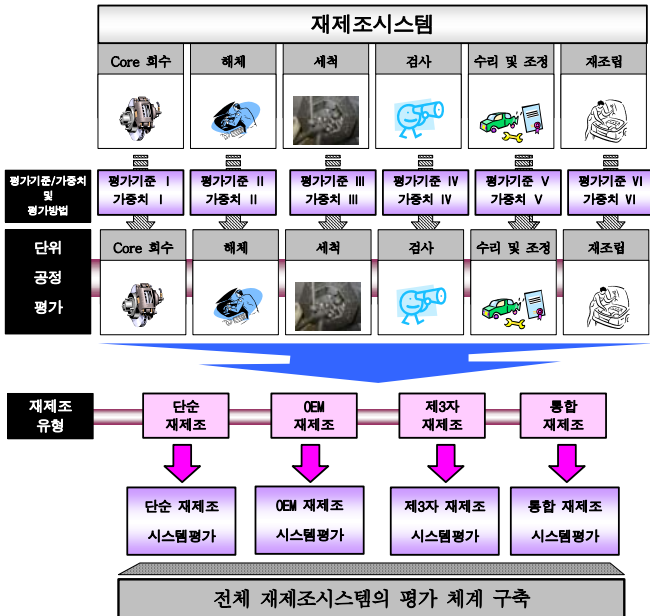 재제조시스템
Core 회수
해체
세척
검사
수리 및 조정
재조립
평가기준/가중치
및
평가방법
평가기준 I
가중치 I
평가기준 II
가중치 II
평가기준 III
가중치 III
평가기준 IV
가중치 IV
평가기준 V
가중치 V
평가기준 VI
가중치 VI
단위
공정
평가
Core 회수
해체
세척
검사
수리 및 조정
재조립
재제조
유형
단순
재제조
OEM
재제조
제3자
재제조
통합
재제조
단순 재제조
시스템평가
OEM 재제조
시스템평가
제3자 재제조
시스템평가
통합 재제조
시스템평가
전체 재제조시스템의 평가 체계 구축